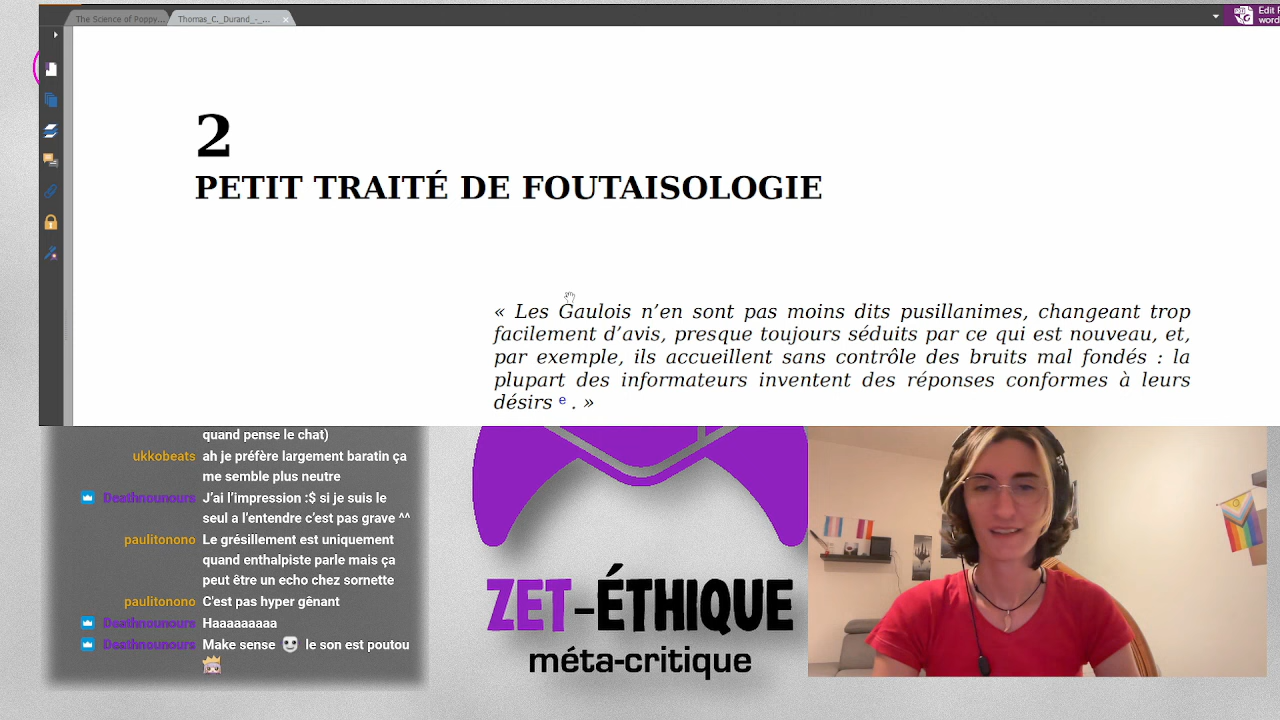 The Science of Poppy...
Thomas_C._Durand_-_...
Edit P
word
2
PETIT TRAITÉ DE FOUTAISOLOGIE
« Les Gaulois n’en sont pas moins dits pusillanimes, changeant trop
facilement d’avis, presque toujours séduits par ce qui est nouveau, et,
par exemple, ils accueillent sans contrôle des bruits mal fondés : la
plupart des informateurs inventent des réponses conformes à leurs
désirs e . »
quand pense le chat)
ukkobeats ah je préfère largement baratin ça
me semble plus neutre
Deathnounours J’ai l’impression :$ si je suis le
seul a l’entendre c’est pas grave ^^
paulitonono Le grésillement est uniquement
quand enthalpiste parle mais ça
peut être un echo chez sornette
paulitonono C'est pas hyper gênant
Deathnounours Haaaaaaaaa
Deathnounours Make sense le son est poutou
ZET-ÉTHIQUE
méta-critique